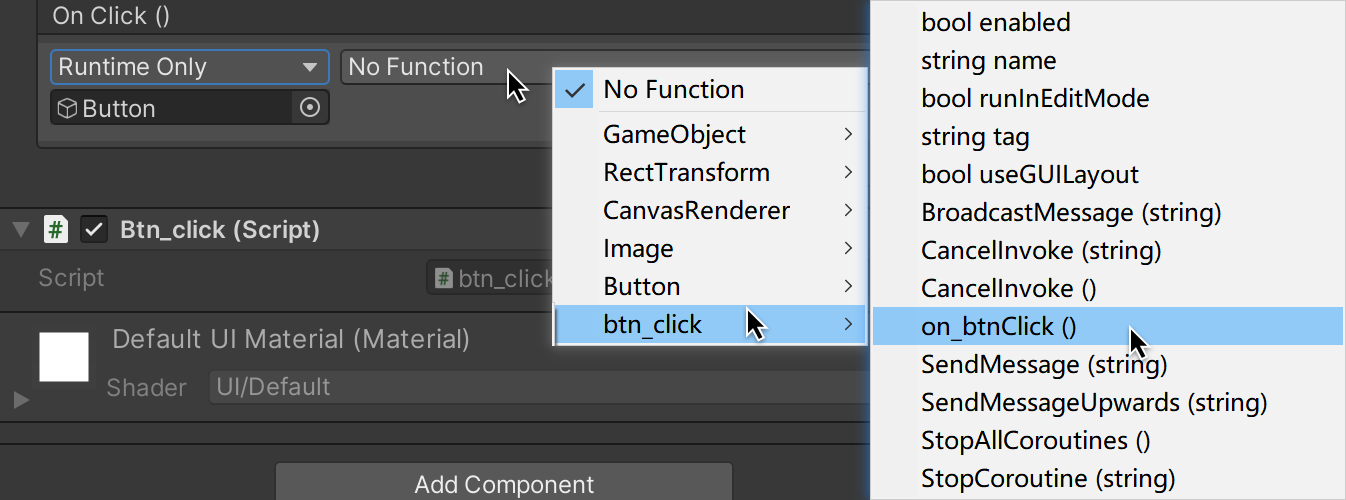 On Click ()
Runtime Only
No Function
Button
Btn_click (Script)
Script
# btn_click
Default UI Material (Material)
Shader
UI/Default
Add Component
No Function
GameObject
RectTransform
CanvasRenderer
Image
Button
btn_click
bool enabled
string name
bool runInEditMode
string tag
bool useGUILayout
BroadcastMessage (string)
CancelInvoke (string)
CancelInvoke ()
on_btnClick ()
SendMessage (string)
SendMessageUpwards (string)
StopAllCoroutines ()
StopCoroutine (string)